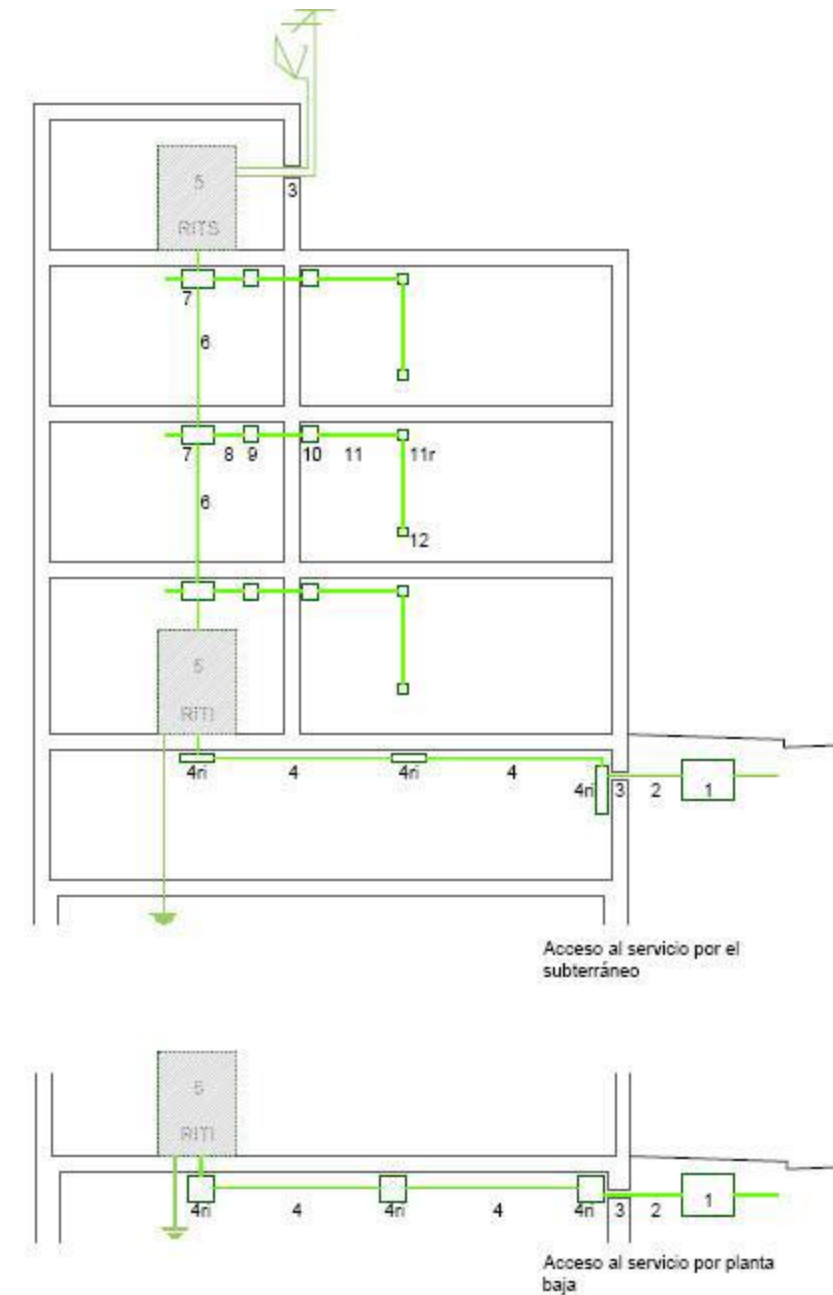 5
RITS
3
7
6
7 8 9 10 11 11r
6
12
5
RITI
4ri 4 4ri 4 4ri 3 2 1
Acceso al servicio por el
subterráneo
5
RITI
4ri 4 4ri 4 4ri 3 2 1
Acceso al servicio por planta
baja